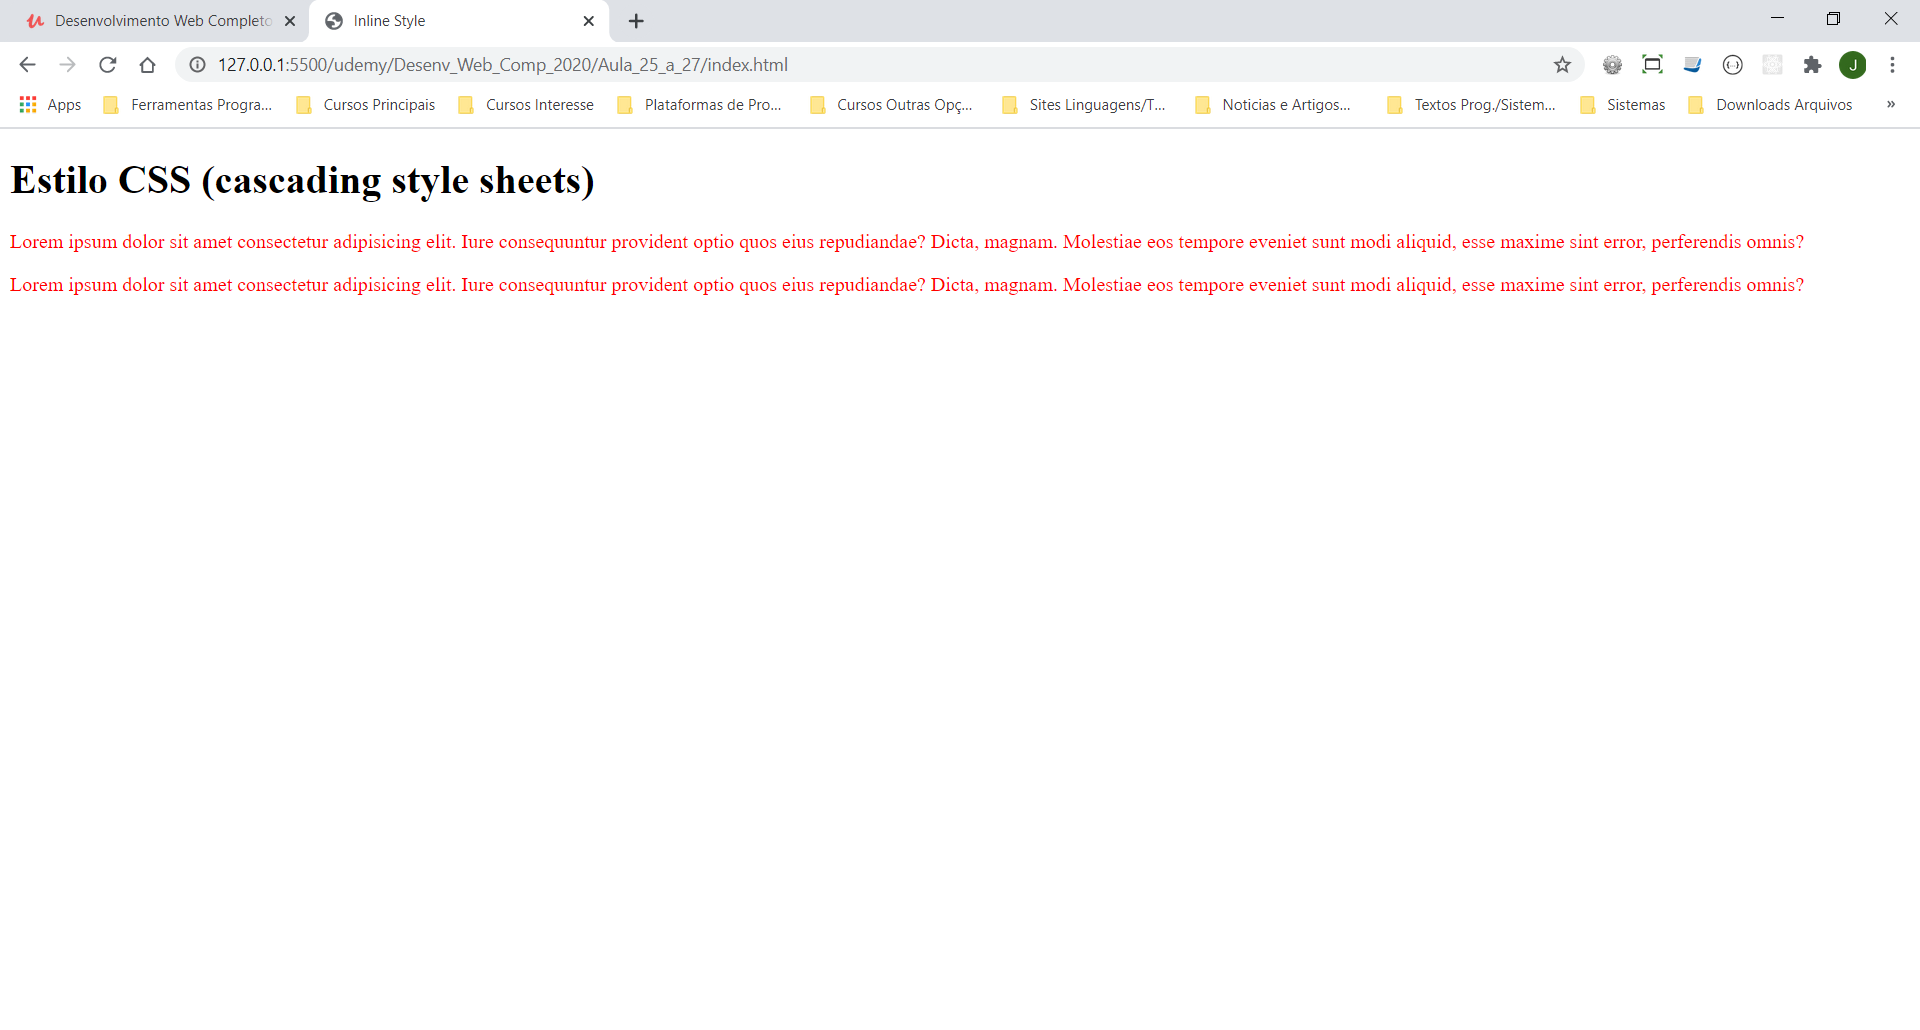 Desenvolvimento Web Completo
Inline Style
127.0.0.1:5500/udemy/Desenv_Web_Comp_2020/Aula_25_a_27/index.html
J
Apps
Ferramentas Progra...
Cursos Principais
Cursos Interesse
Plataformas de Pro...
Cursos Outras Opç...
Sites Linguagens/T...
Noticias e Artigos...
Textos Prog./Sistem...
Sistemas
Downloads Arquivos
»
Estilo CSS (cascading style sheets)
Lorem ipsum dolor sit amet consectetur adipisicing elit. Iure consequuntur provident optio quos eius repudiandae? Dicta, magnam. Molestiae eos tempore eveniet sunt modi aliquid, esse maxime sint error, perferendis omnis?
Lorem ipsum dolor sit amet consectetur adipisicing elit. Iure consequuntur provident optio quos eius repudiandae? Dicta, magnam. Molestiae eos tempore eveniet sunt modi aliquid, esse maxime sint error, perferendis omnis?